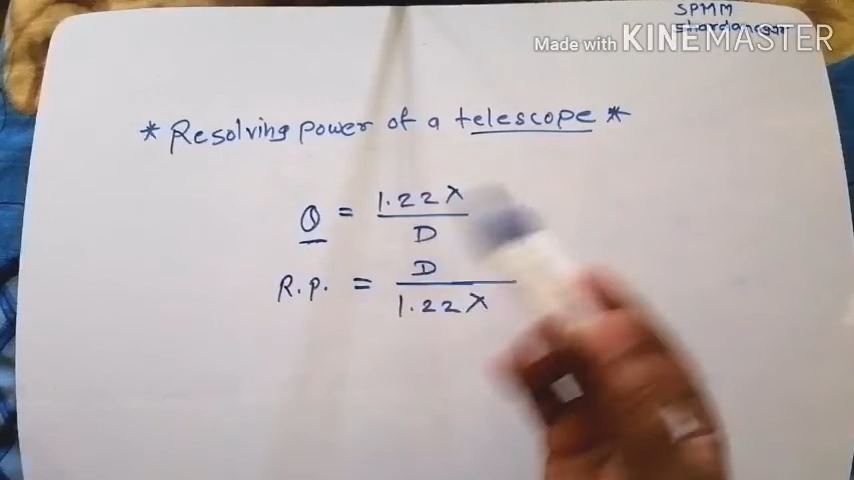 SPMM
Made with KINEMASTER
* Resolving power of a telescope *
θ = 1.22λ
D
R.p. = D
1.22λ